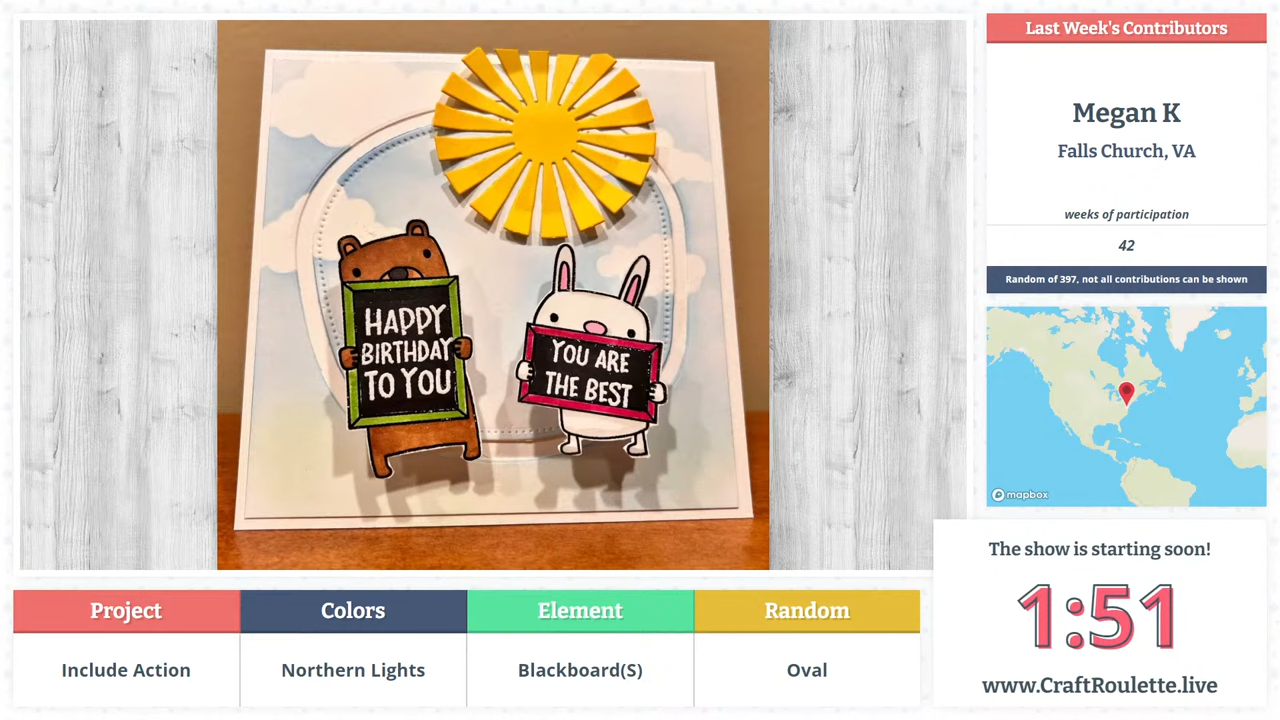 Last Week's Contributors
Megan K
Falls Church, VA
weeks of participation
42
Random of 397, not all contributions can be shown
mapbox
HAPPY
BIRTHDAY
TO YOU
YOU ARE
THE BEST
The show is starting soon!
1:51
www.CraftRoulette.live
Project
Colors
Element
Random
Include Action
Northern Lights
Blackboard(S)
Oval